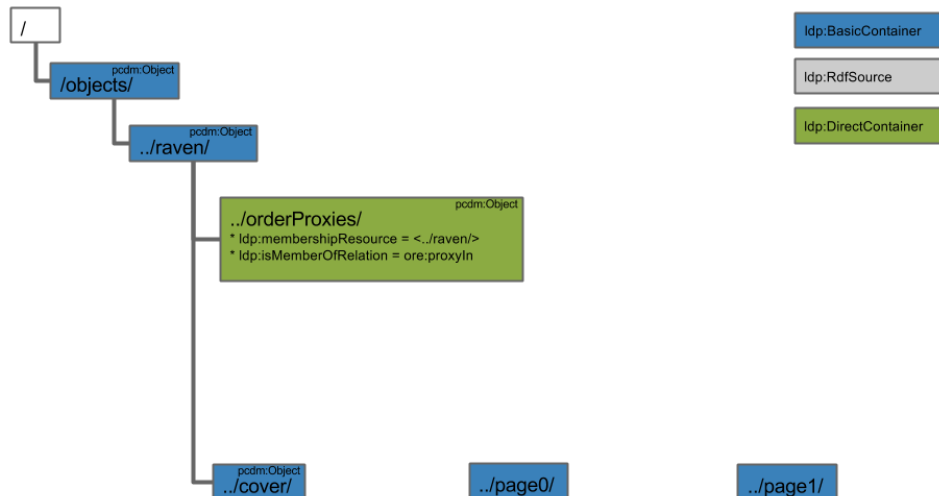 /
ldp:BasicContainer
pcdm:Object
/objects/
ldp:RdfSource
ldp:DirectContainer
pcdm:Object
../raven/
pcdm:Object
../orderProxies/
* ldp:membershipResource = <../raven/>
* ldp:isMemberOfRelation = ore:proxyIn
pcdm:Object
../cover/
../page0/
../page1/